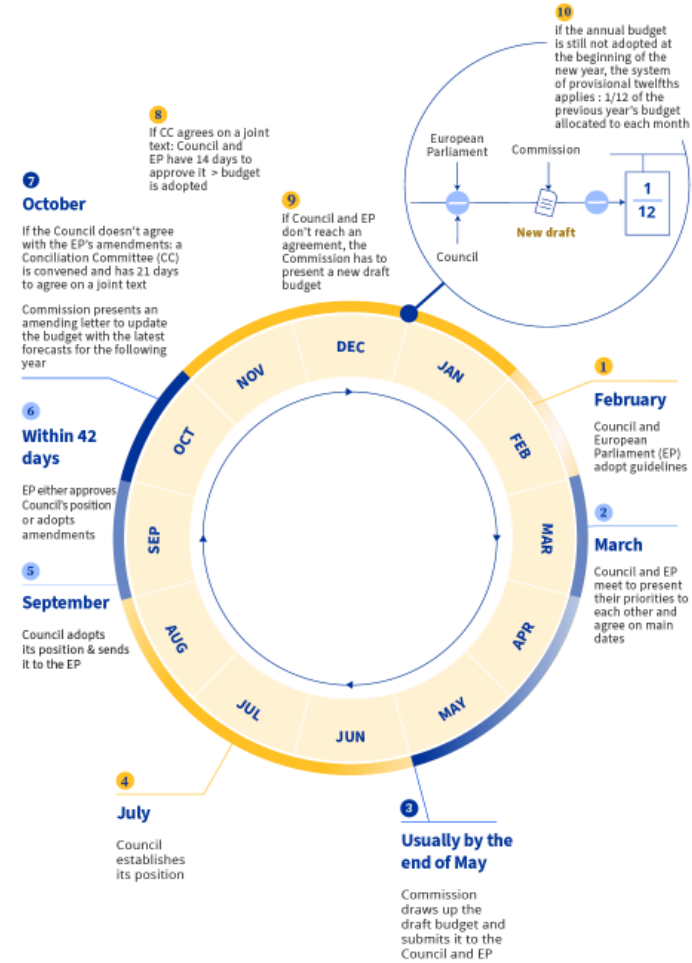 10
if the annual budget
is still not adopted at
the beginning of the
new year, the system
of provisional twelfths
applies : 1/12 of the
previous year's budget
allocated to each month
European
Parliament
Commission
1
12
New draft
Council
8
If CC agrees on a joint
text: Council and
EP have 14 days to
approve it > budget
is adopted
9
if Council and EP
don't reach an
agreement, the
Commission has to
present a new draft
budget
7
October
If the Council doesn't agree
with the EP's amendments: a
Conciliation Committee (CC)
is convened and has 21 days
to agree on a joint text
Commission presents an
amending letter to update
the budget with the latest
forecasts for the following
year
6
Within 42
days
EP either approves
Council's position
or adopts
amendments
5
September
Council adopts
its position & sends
it to the EP
DEC
JAN
FEB
MAR
APR
MAY
JUN
JUL
AUG
SEP
OCT
NOV
1
February
Council and
European
Parliament (EP)
adopt guidelines
2
March
Council and EP
meet to present
their priorities to
each other and
agree on main
dates
4
July
Council
establishes
its position
3
Usually by the
end of May
Commission
draws up the
draft budget and
submits it to the
Council and EP